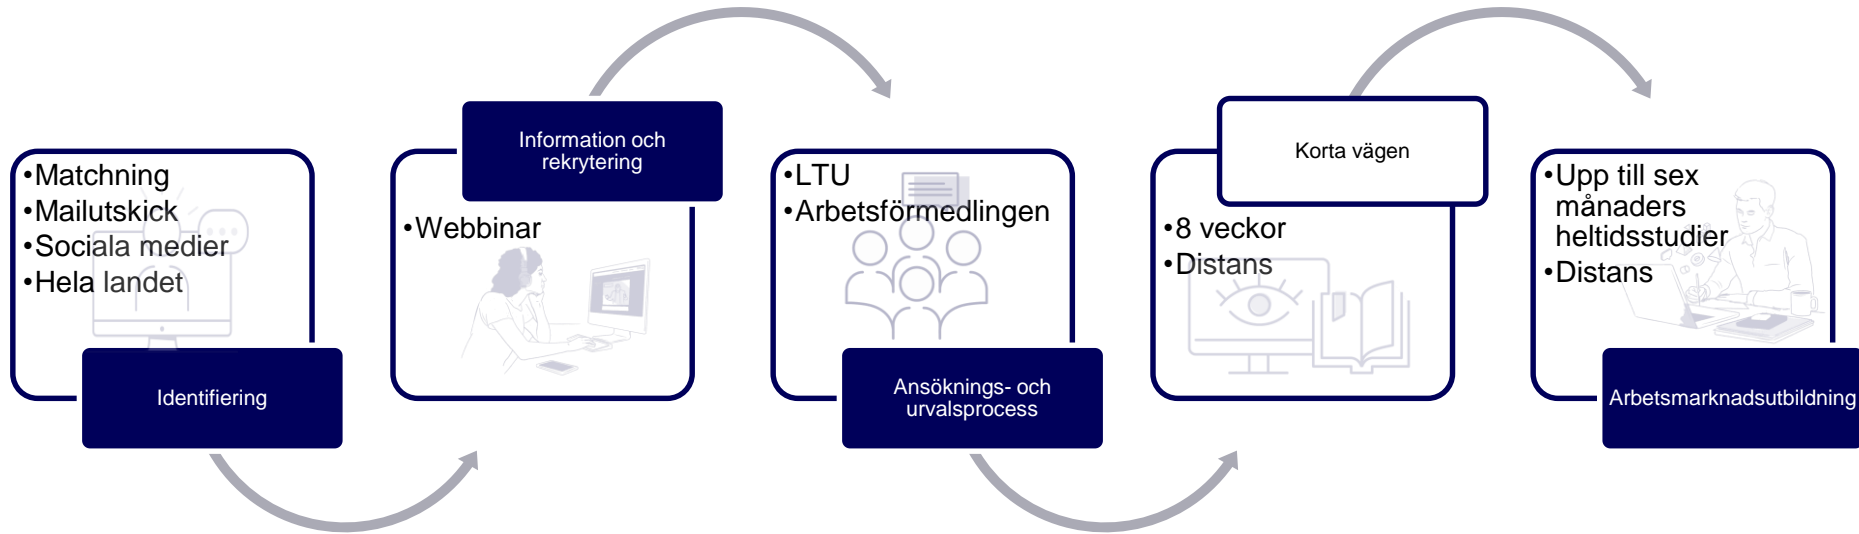 •Matchning
•Mailutskick
•Sociala medier
•Hela landet
Identifiering
Information och
rekrytering
•Webbinar
•LTU
•Arbetsförmedlingen
Ansöknings- och
urvalsprocess
Korta vägen
•8 veckor
•Distans
•Upp till sex
månaders
heltidsstudier
•Distans
Arbetsmarknadsutbildning